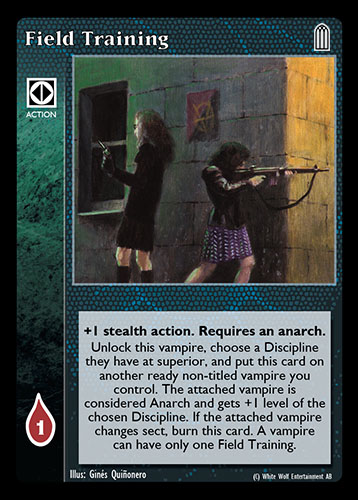 Field Training
ACTION
+1 stealth action. Requires an anarch.
Unlock this vampire, choose a Discipline
they have at superior, and put this card on
another ready non-titled vampire you
control. The attached vampire is
considered Anarch and gets +1 level of the
chosen Discipline. If the attached vampire
changes sect, burn this card. A vampire
can have only one Field Training.
1
Illus: Ginés Quiñonero
(C) White Wolf Entertainment AB